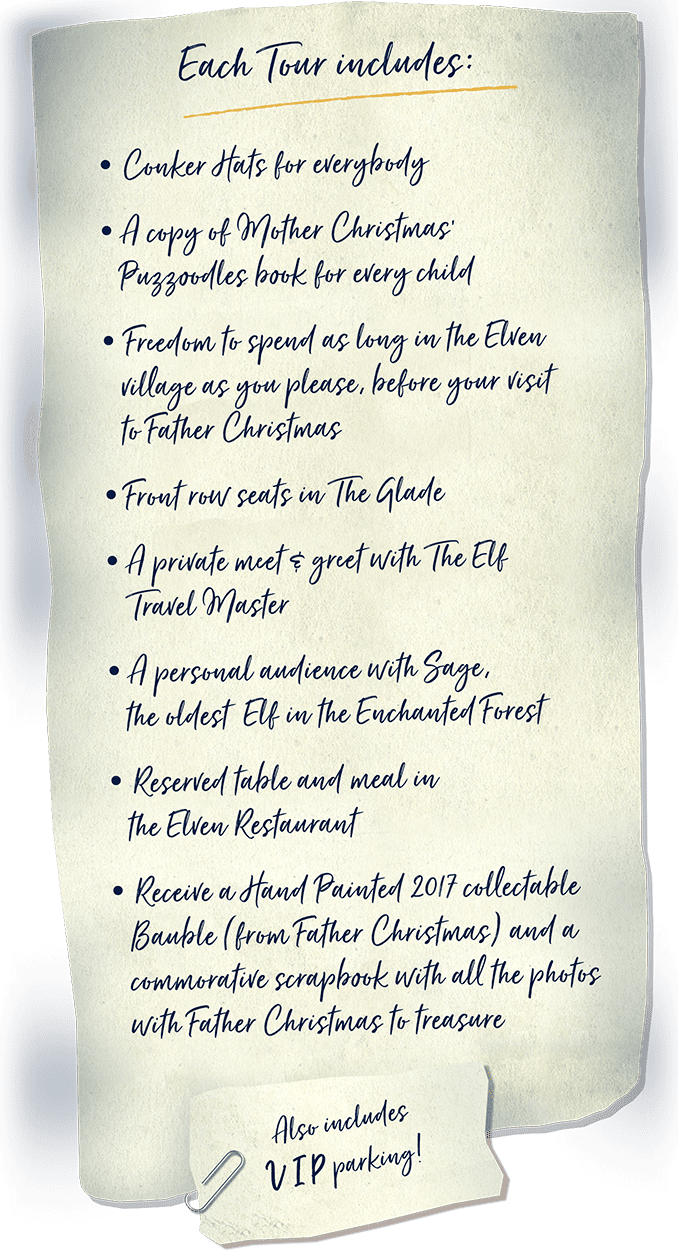 Each Tour includes:
• Conker Hats for everybody
• A copy of Mother Christmas'
Puzzoodles book for every child
• Freedom to spend as long in the Elven
village as you please, before your visit
to Father Christmas
• Front row seats in The Glade
• A private meet & greet with The Elf
Travel Master
• A personal audience with Sage,
the oldest Elf in the Enchanted Forest
• Reserved table and meal in
the Elven Restaurant
• Receive a Hand Painted 2017 collectable
Bauble (from Father Christmas) and a
commorative scrapbook with all the photos
with Father Christmas to treasure
Also includes
VIP parking!